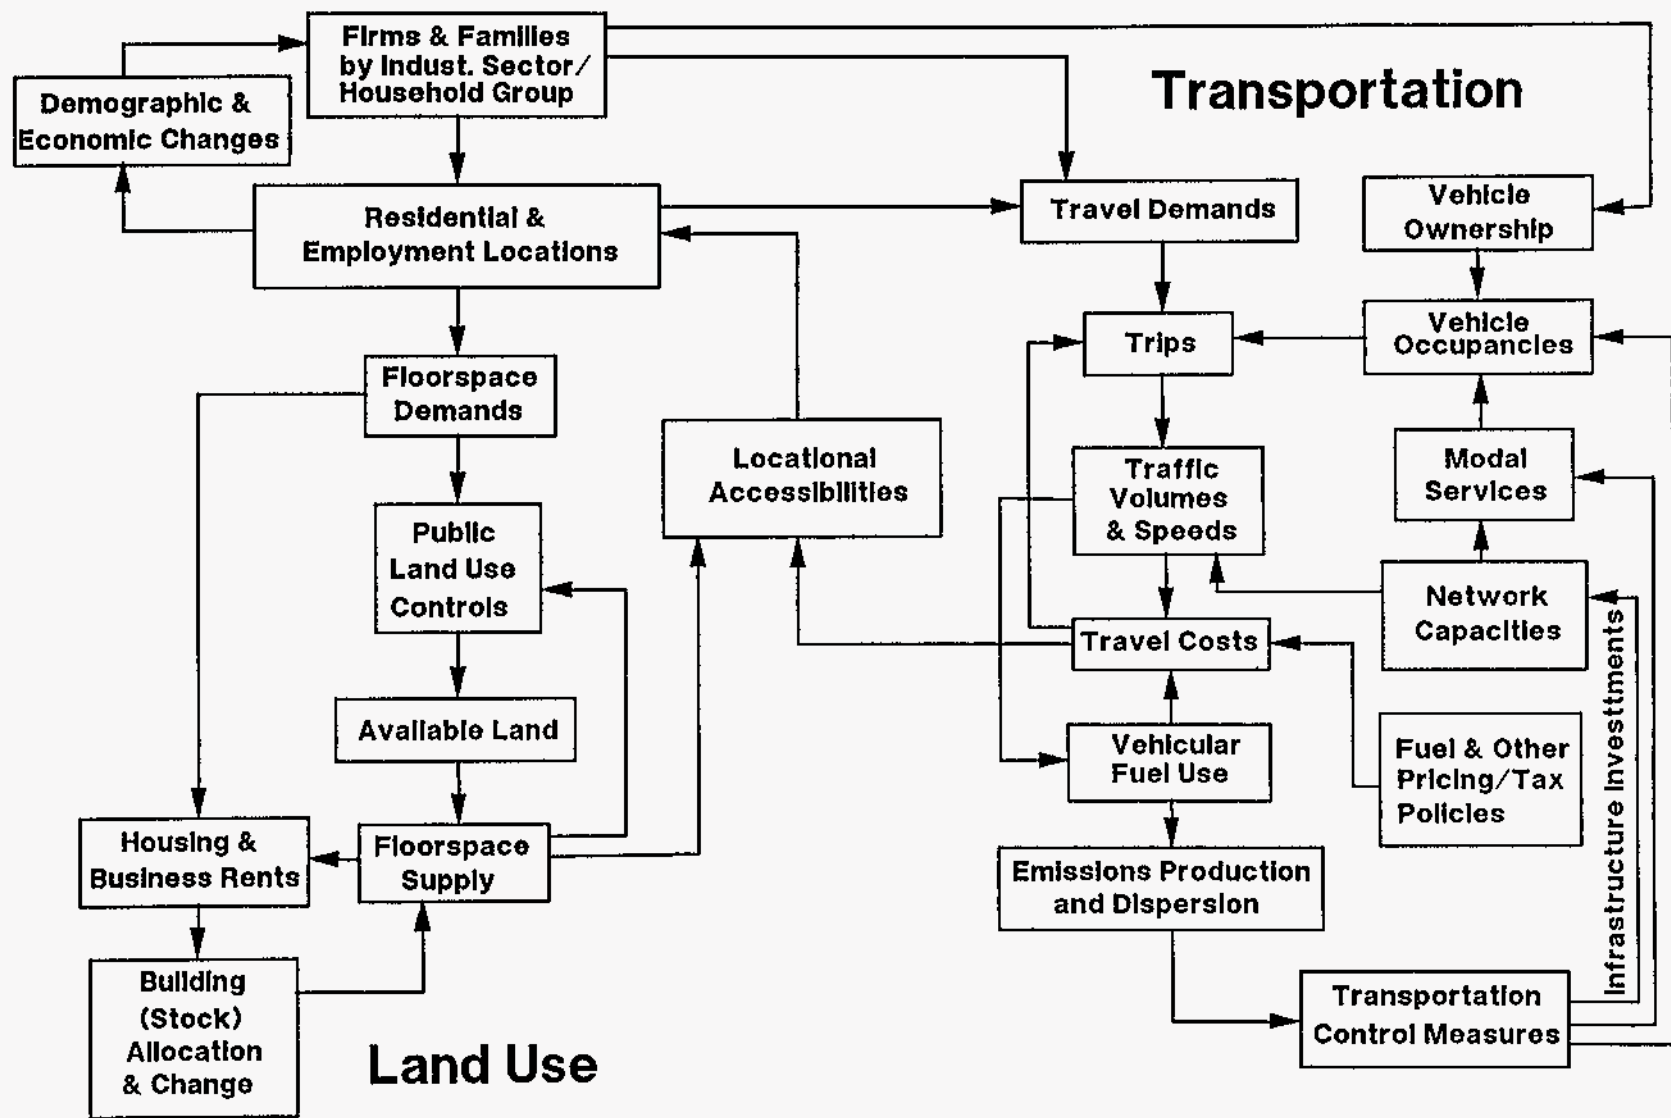 Firms & Families
by Indust. Sector/
Household Group
Transportation
Demographic &
Economic Changes
Residential &
Employment Locations
Travel Demands
Vehicle
Ownership
Trips
Vehicle
Occupancies
Floorspace
Demands
Locational
Accessibilities
Traffic
Volumes
& Speeds
Modal
Services
Public
Land Use
Controls
Travel Costs
Network
Capacities
Infrastructure Investtments
Available Land
Vehicular
Fuel Use
Fuel & Other
Pricing/Tax
Policies
Housing &
Business Rents
Floorspace
Supply
Emissions Production
and Dispersion
Building
(Stock)
Allocation
& Change
Transportation
Control Measures
Land Use